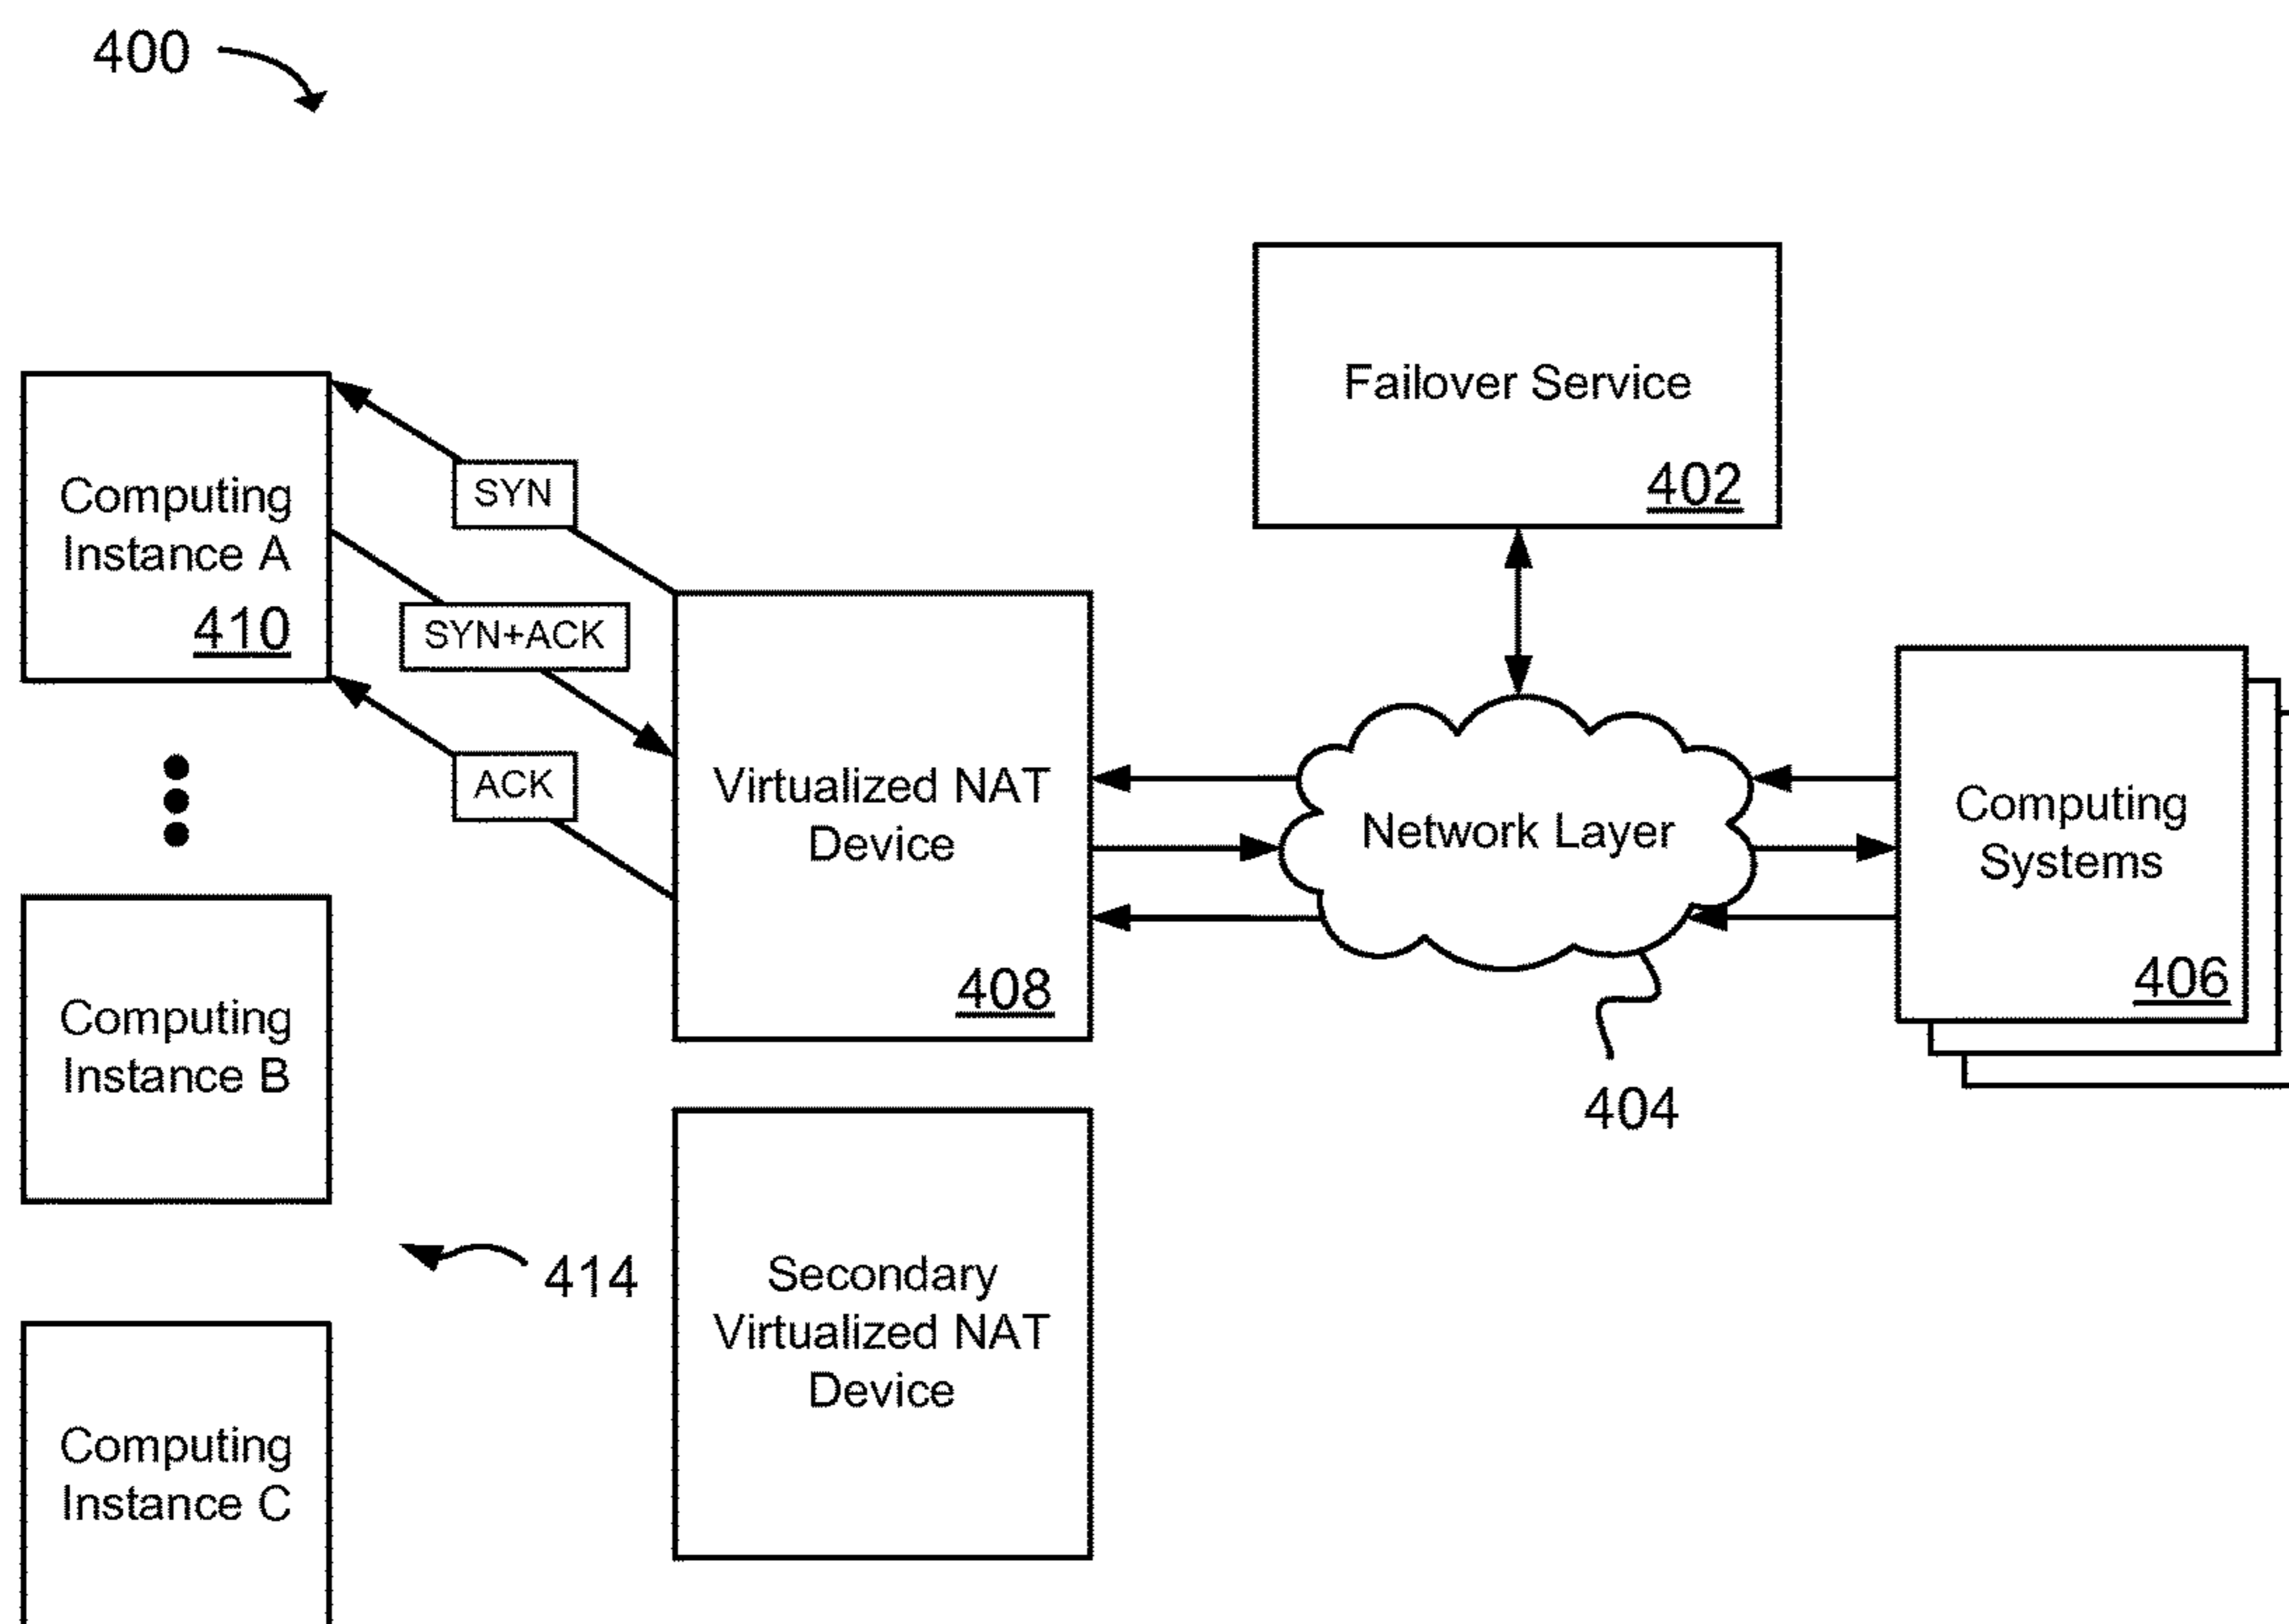 400
Failover Service
402
Computing
Instance A
410
SYN
SYN+ACK
ACK
Virtualized NAT
Device
408
Network Layer
404
Computing
Systems
406
Computing
Instance B
414
Secondary
Virtualized NAT
Device
Computing
Instance C